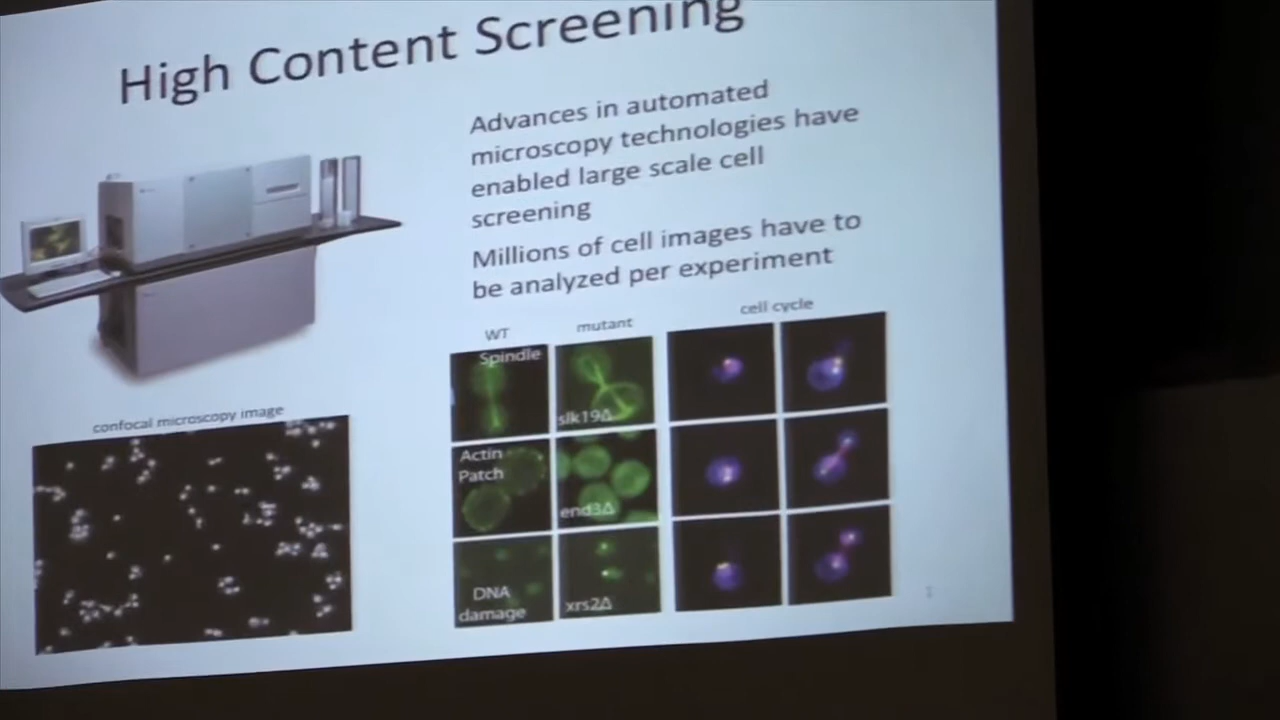 High Content Screening
Advances in automated
microscopy technologies have
enabled large scale cell
screening
Millions of cell images have to
be analyzed per experiment
confocal microscopy image
WT
mutant
cell cycle
Spindle
slk19Δ
Actin
Patch
end3Δ
DNA
damage
xrs2Δ